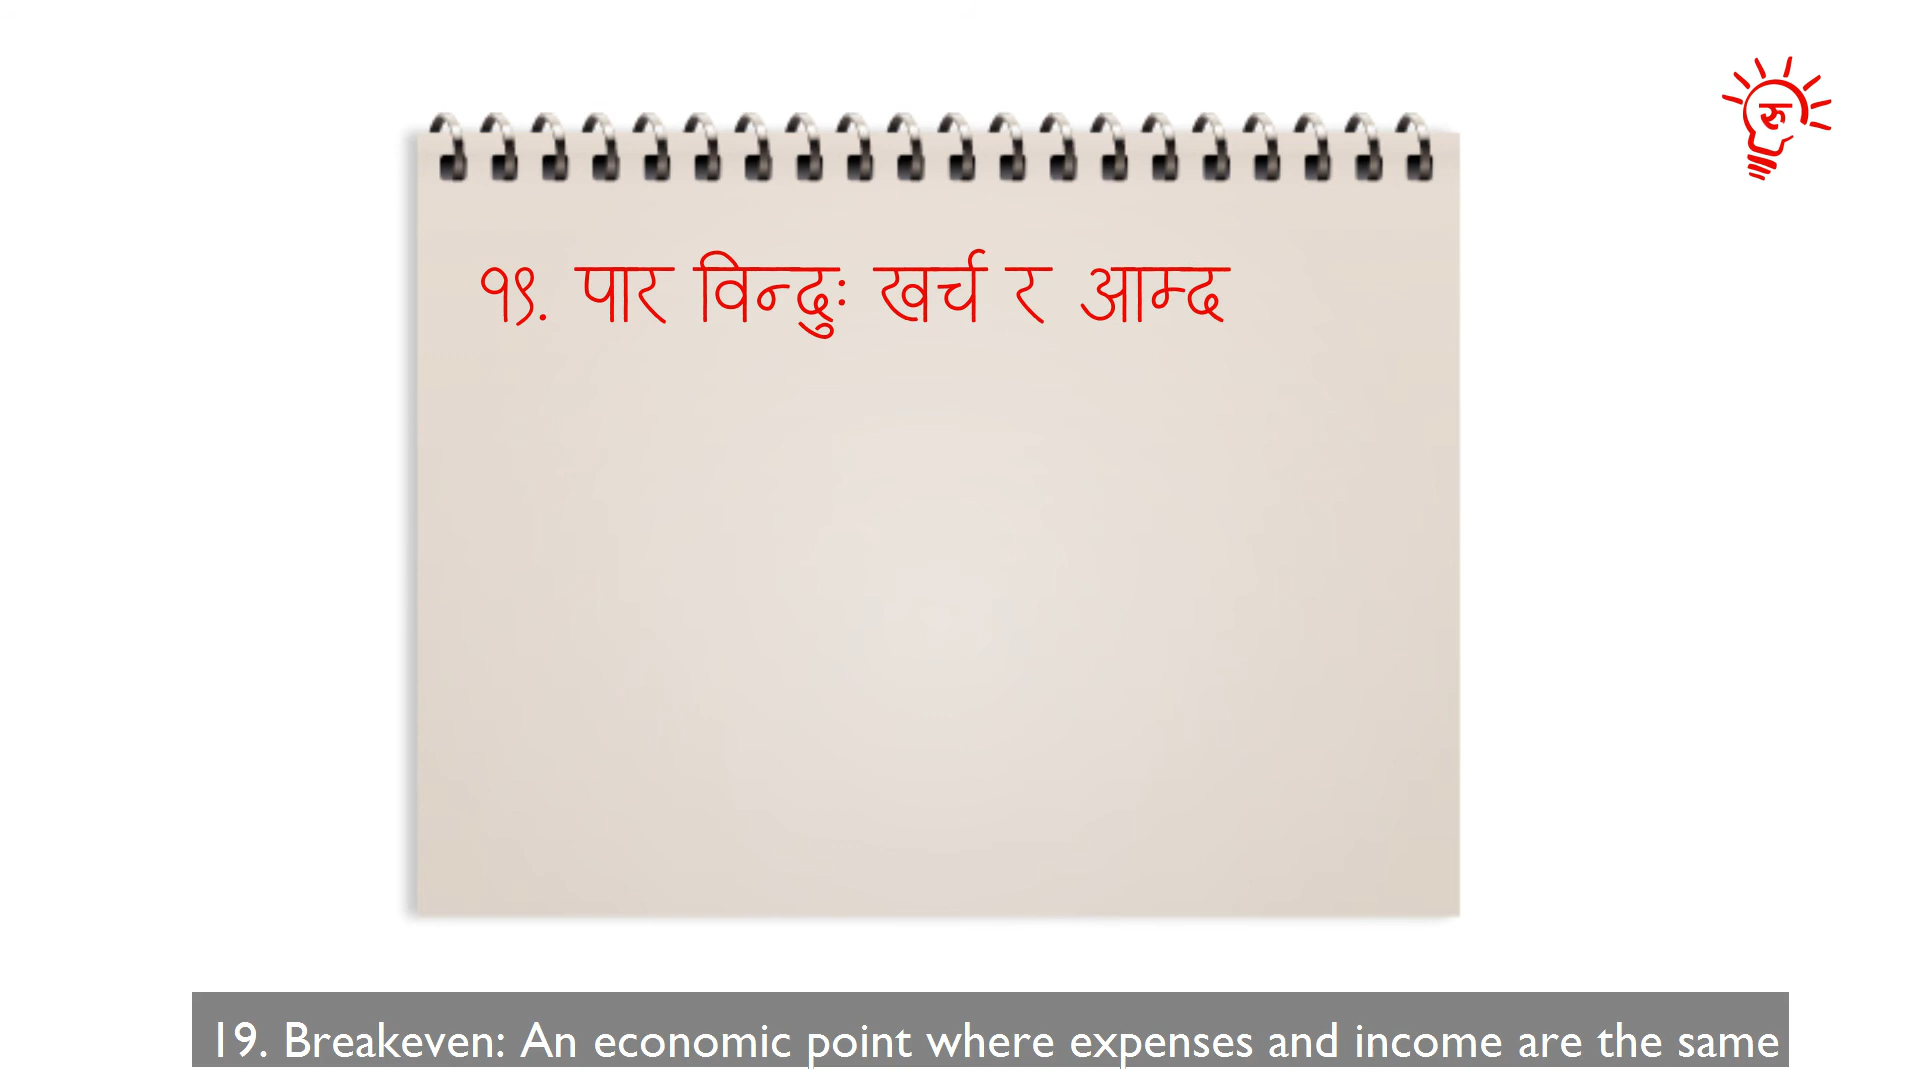 रु
१९. पार विन्दुः खर्च र आम्द
19. Breakeven: An economic point where expenses and income are the same